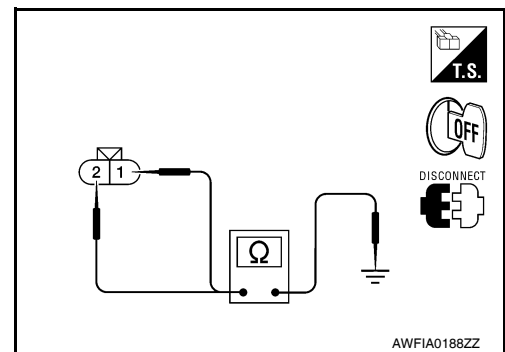 T.S.
OFF
DISCONNECT
2 1
Ω
AWFIA0188ZZ